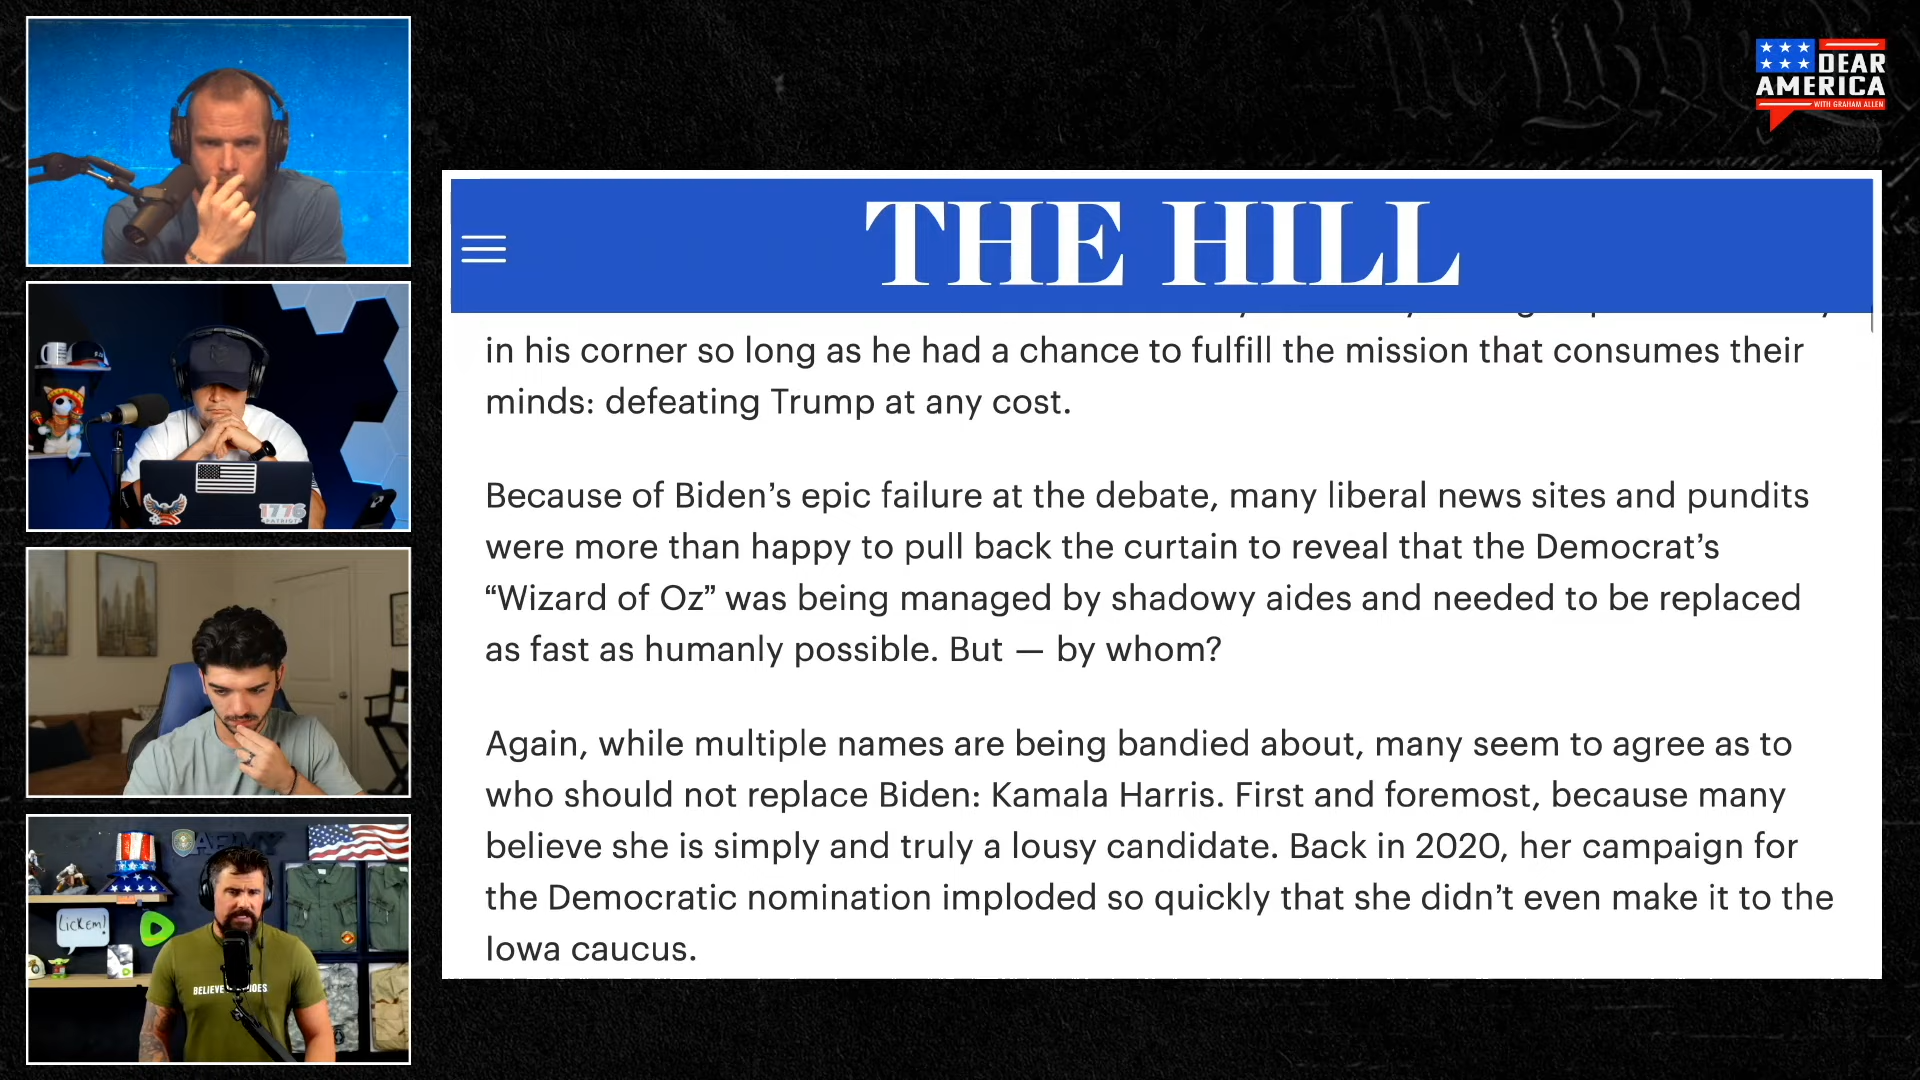 DEAR
AMERICA
WITH GRAHAM ALLEN
THE HILL
in his corner so long as he had a chance to fulfill the mission that consumes their
minds: defeating Trump at any cost.
Because of Biden’s epic failure at the debate, many liberal news sites and pundits
were more than happy to pull back the curtain to reveal that the Democrat’s
“Wizard of Oz” was being managed by shadowy aides and needed to be replaced
as fast as humanly possible. But — by whom?
Again, while multiple names are being bandied about, many seem to agree as to
who should not replace Biden: Kamala Harris. First and foremost, because many
believe she is simply and truly a lousy candidate. Back in 2020, her campaign for
the Democratic nomination imploded so quickly that she didn’t even make it to the
Iowa caucus.
1776
PATRIOT
ARMY
Lick em!
BELIEVE